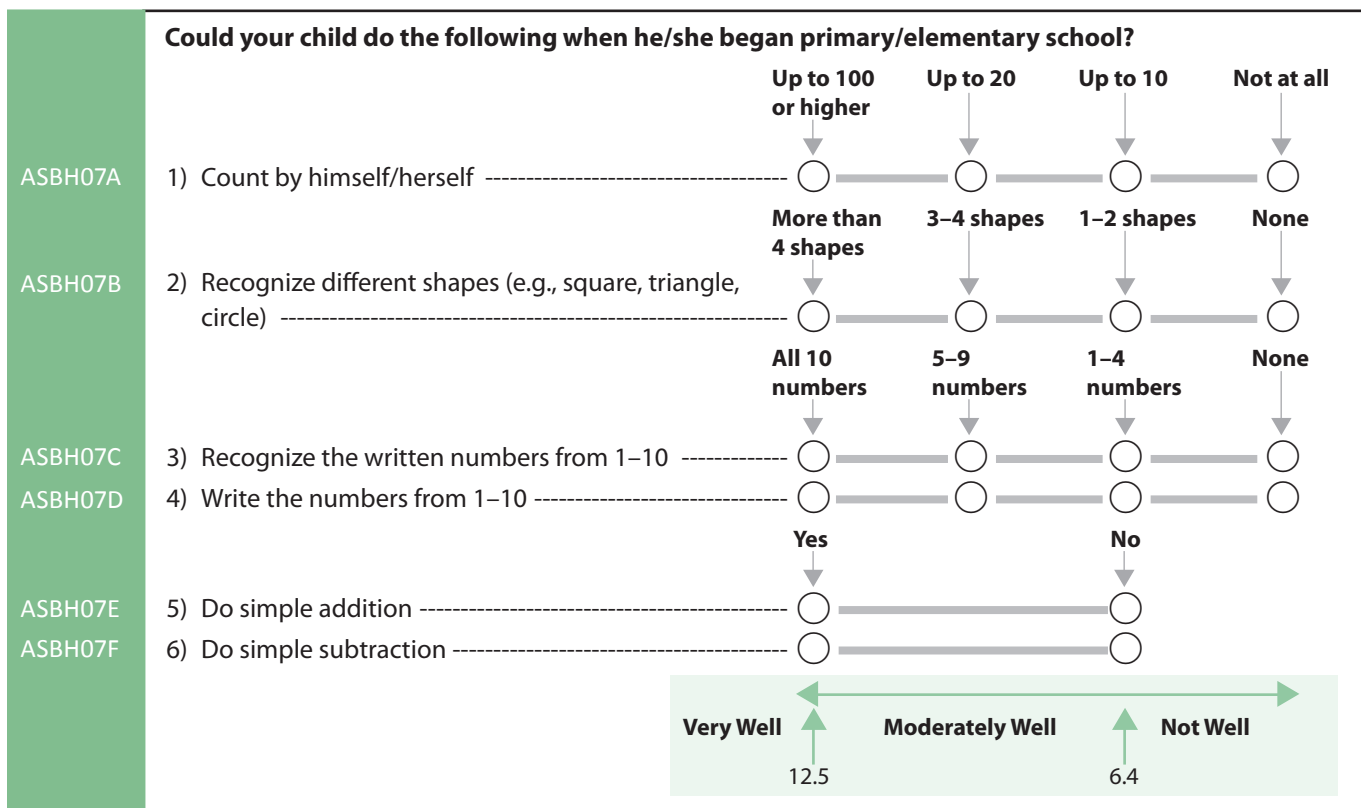 Could your child do the following when he/she began primary/elementary school?
Up to 100 or higher Up to 20 Up to 10 Not at all
ASBH07A 1) Count by himself/herself
More than 4 shapes 3–4 shapes 1–2 shapes None
ASBH07B 2) Recognize different shapes (e.g., square, triangle,
circle)
All 10 numbers 5–9 numbers 1–4 numbers None
ASBH07C 3) Recognize the written numbers from 1–10
ASBH07D 4) Write the numbers from 1–10
Yes No
ASBH07E 5) Do simple addition
ASBH07F 6) Do simple subtraction
Very Well Moderately Well Not Well
12.5 6.4